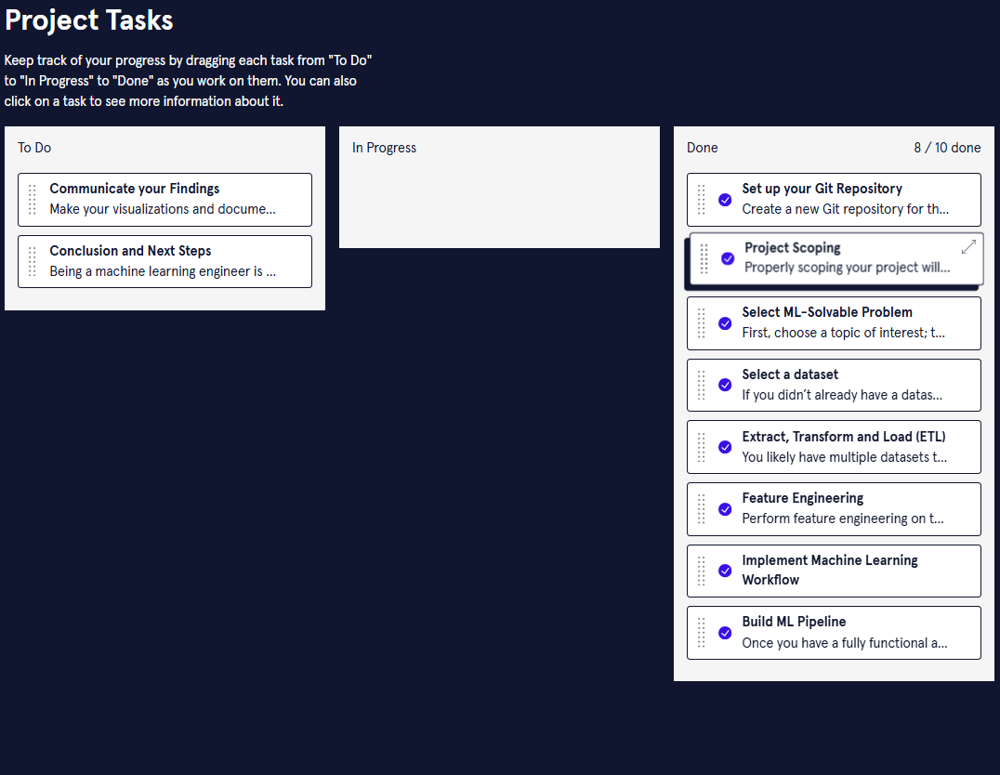 Project Tasks
Keep track of your progress by dragging each task from "To Do"
to "In Progress" to "Done" as you work on them. You can also
click on a task to see more information about it.
To Do
Communicate your Findings
Make your visualizations and docume...
Conclusion and Next Steps
Being a machine learning engineer is ...
In Progress
Done
8 / 10 done
Set up your Git Repository
Create a new Git repository for th...
Project Scoping
Properly scoping your project will...
Select ML-Solvable Problem
First, choose a topic of interest; t...
Select a dataset
If you didn’t already have a datas...
Extract, Transform and Load (ETL)
You likely have multiple datasets t...
Feature Engineering
Perform feature engineering on t...
Implement Machine Learning
Workflow
Build ML Pipeline
Once you have a fully functional a...